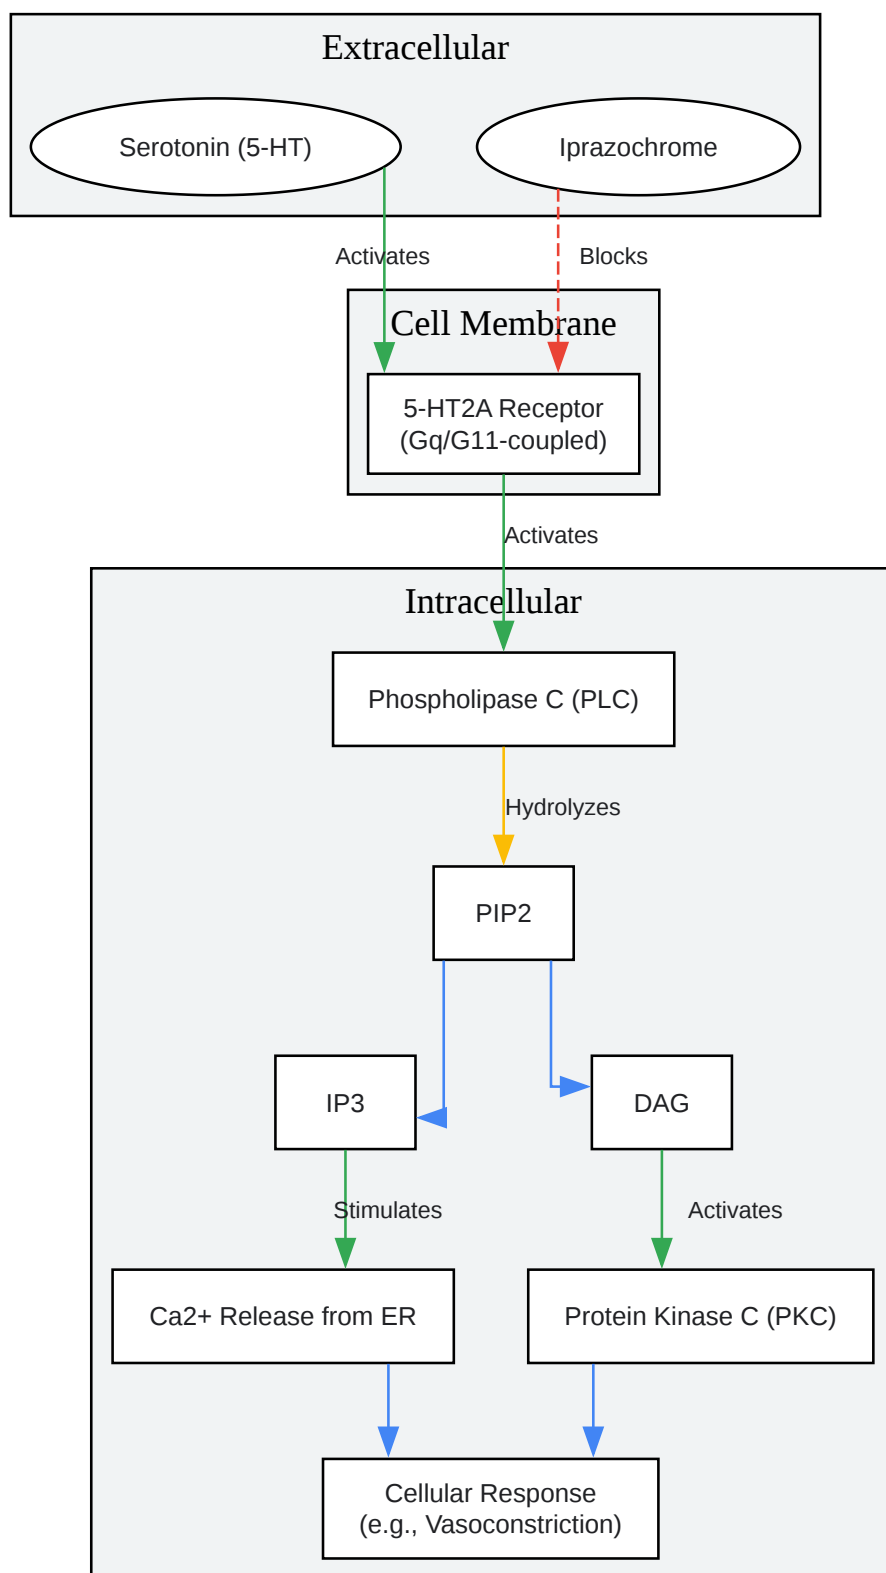 Extracellular
Serotonin (5-HT)
Iprazochrome
Activates
Blocks
Cell Membrane
5-HT2A Receptor
(Gq/G11-coupled)
Activates
Intracellular
Phospholipase C (PLC)
Hydrolyzes
PIP2
IP3
DAG
Stimulates
Activates
Ca2+ Release from ER
Protein Kinase C (PKC)
Cellular Response
(e.g., Vasoconstriction)